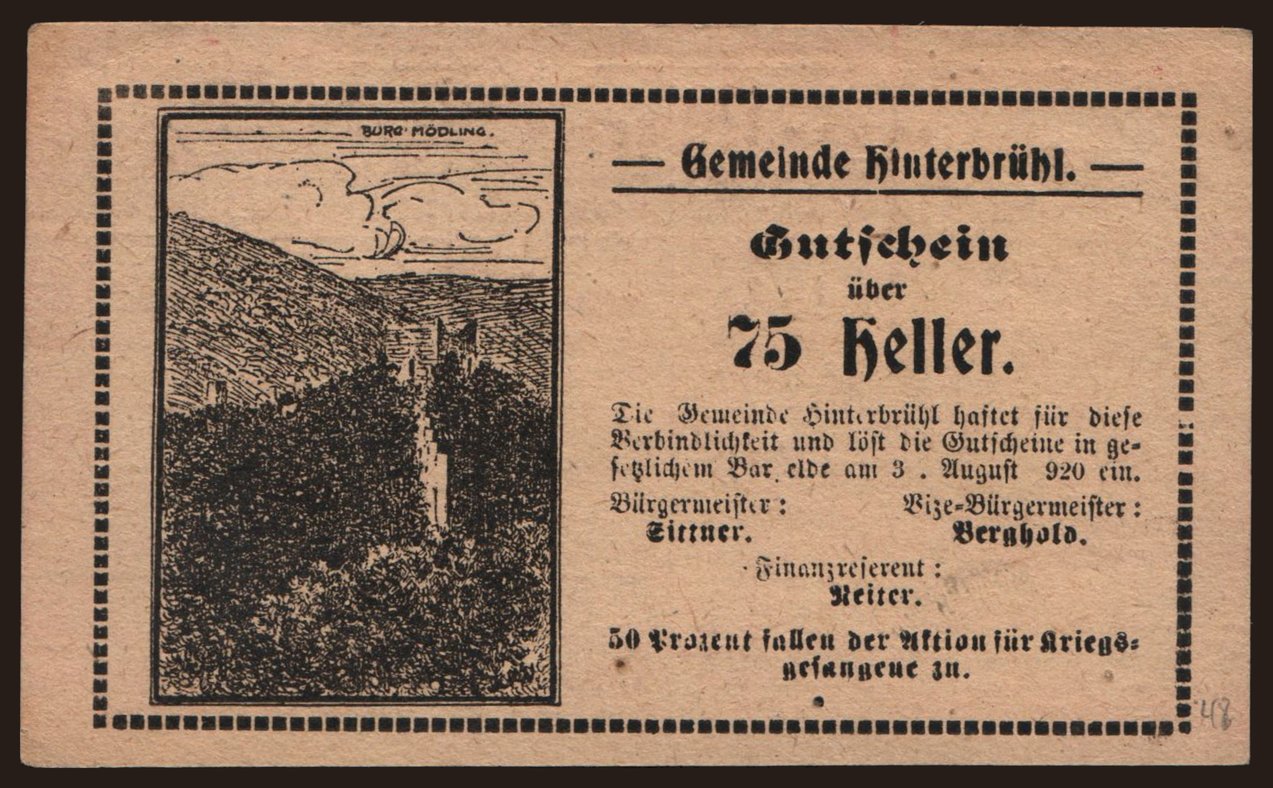 BURG MÖDLING.
— Gemeinde Hinterbrühl. —
Gutschein
über
75 Heller.
Die Gemeinde Hinterbrühl haftet für diese
Verbindlichkeit und löst die Gutscheine in ge-
setzlichem Bar elde am 3 . August 920 ein.
Bürgermeister :
Vize-Bürgermeister :
Sittner.
Berghold.
Finanzreferent :
Reiter.
50 Prozent fallen der Aktion für Kriegs-
gefangene zu.
48